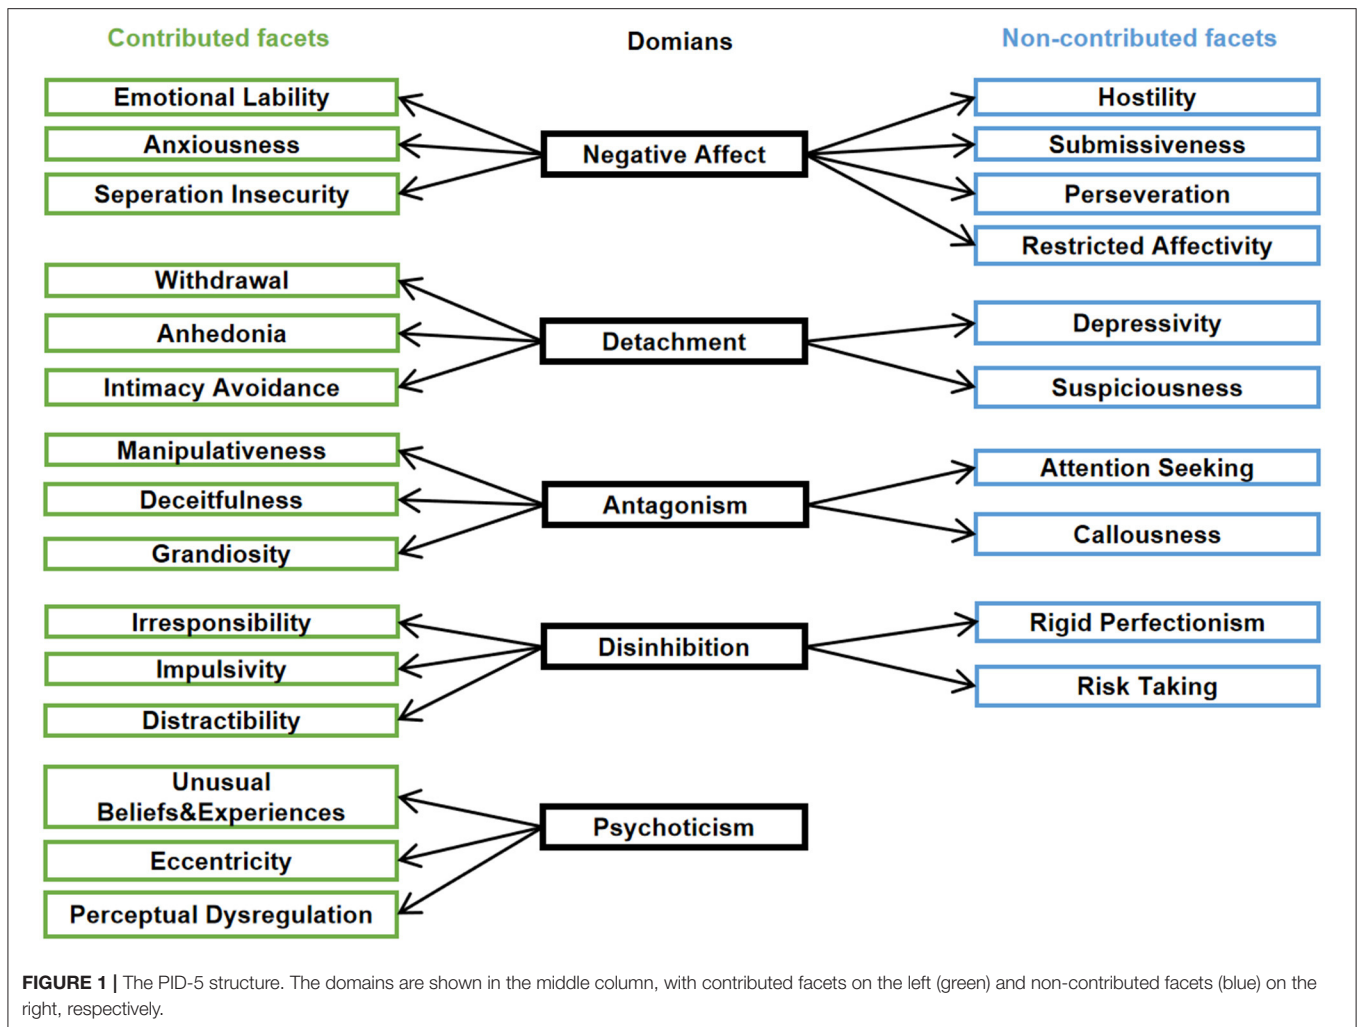 Contributed facets
Domians
Non-contributed facets
Emotional Lability
Anxiousness
Seperation Insecurity
Negative Affect
Hostility
Submissiveness
Perseveration
Restricted Affectivity
Withdrawal
Anhedonia
Intimacy Avoidance
Detachment
Depressivity
Suspiciousness
Manipulativeness
Deceitfulness
Grandiosity
Antagonism
Attention Seeking
Callousness
Irresponsibility
Impulsivity
Distractibility
Disinhibition
Rigid Perfectionism
Risk Taking
Unusual
Beliefs&Experiences
Eccentricity
Perceptual Dysregulation
Psychoticism
FIGURE 1 | The PID-5 structure. The domains are shown in the middle column, with contributed facets on the left (green) and non-contributed facets (blue) on the
right, respectively.